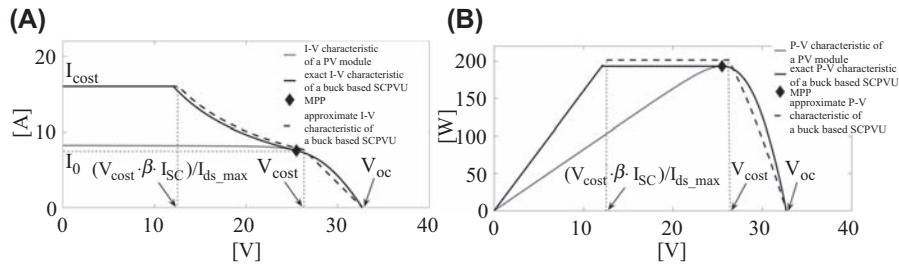 (A)
20
I-V characteristic
of a PV module
exact I-V characteristic
of a buck based SCPVU
MPP
approximate I-V
characteristic of
a buck based SCPVU
I_cost
[A]
10
I_0 (V_cost·β·I_SC)/I_ds_max V_cost V_oc
0
0 10 20 30 40
[V]
(B)
P-V characteristic of
a PV module
exact P-V characteristic
of a buck based SCPVU
MPP
approximate P-V
characteristic of
a buck based SCPVU
200
150
[W]
100
50
0
(V_cost·β·I_SC)/I_ds_max V_cost V_oc
0 10 20 30 40
[V]